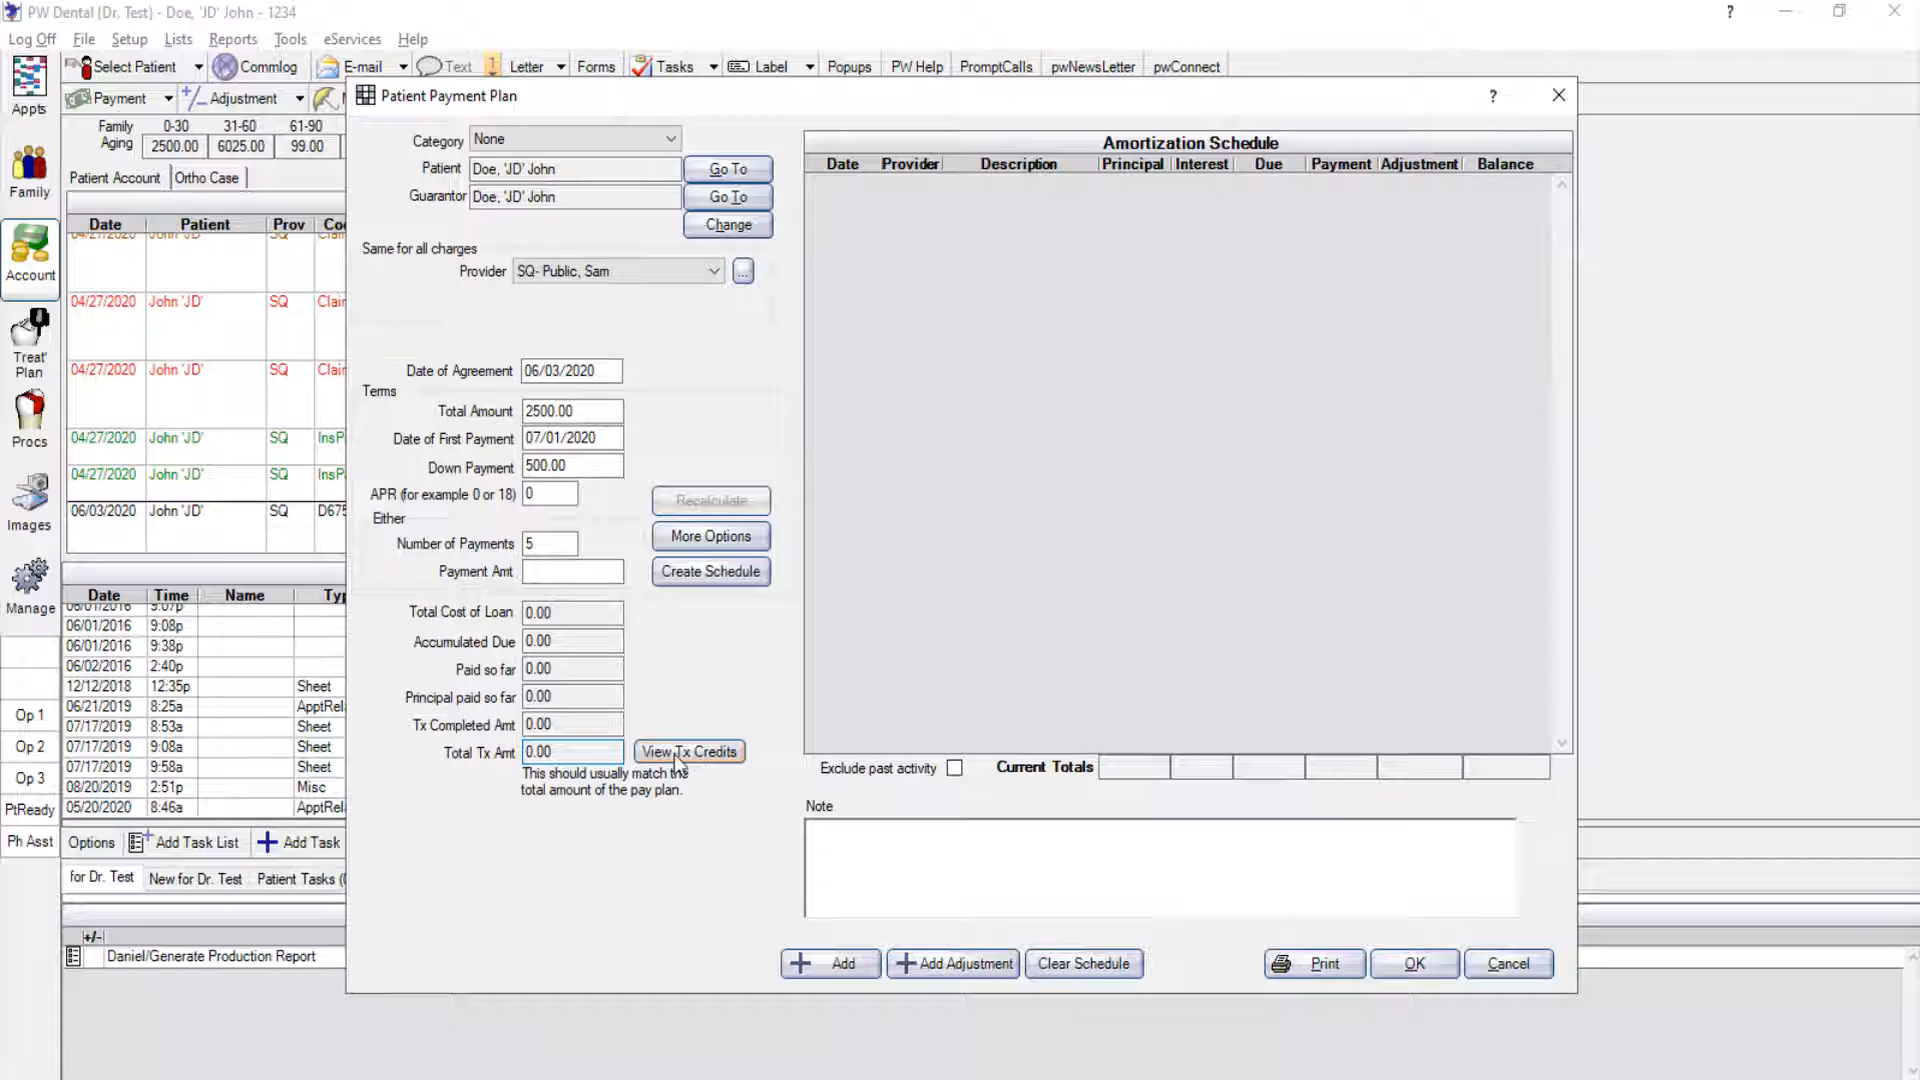 PW Dental (Dr. Test) - Doe, 'JD' John - 1234
?
Log Off File Setup Lists Reports Tools eServices Help
Select Patient Commlog E-mail Text Letter Forms Tasks Label Popups PW Help PromptCalls pwNewsLetter pwConnect
Appts
Payment
Adjustment
Family
Aging
0-30 31-60 61-90
2500.00 6025.00 99.00
Patient Account
Ortho Case
Family
Account
Treat'
Plan
Procs
Images
Manage
Op 1
Op 2
Op 3
PtReady
Ph Asst
Date Patient Prov
04/27/2020 John 'JD'
04/27/2020 John 'JD' SQ
04/27/2020 John 'JD' SQ
04/27/2020 John 'JD' SQ InsP
04/27/2020 John 'JD' SQ InsP
06/03/2020 John 'JD' SQ D675
Date Time Name
06/01/2016 9:07p
06/01/2016 9:08p
06/01/2016 9:38p
06/02/2016 2:40p
12/12/2018 12:35p Sheet
06/21/2019 8:25a ApptRel
07/17/2019 8:53a Sheet
07/17/2019 9:08a Sheet
07/17/2019 9:58a Sheet
08/20/2019 2:51p Misc
05/20/2020 8:46a ApptRel
Options Add Task List Add Task
for Dr. Test New for Dr. Test Patient Tasks (
+/-
Daniel/Generate Production Report
Patient Payment Plan
?
Category None
Patient Doe, 'JD' John Go To
Guarantor Doe, 'JD' John Go To
Change
Same for all charges
Provider SQ- Public, Sam ...
Date of Agreement 06/03/2020
Terms
Total Amount 2500.00
Date of First Payment 07/01/2020
Down Payment 500.00
APR (for example 0 or 18) 0
Recalculate
Either
More Options
Number of Payments 5
Payment Amt
Create Schedule
Total Cost of Loan 0.00
Accumulated Due 0.00
Paid so far 0.00
Principal paid so far 0.00
Tx Completed Amt 0.00
Total Tx Amt 0.00 View Tx Credits
This should usually match the
total amount of the pay plan.
Amortization Schedule
Date Provider Description Principal Interest Due Payment Adjustment Balance
Exclude past activity Current Totals
Note
Add Add Adjustment Clear Schedule Print OK Cancel